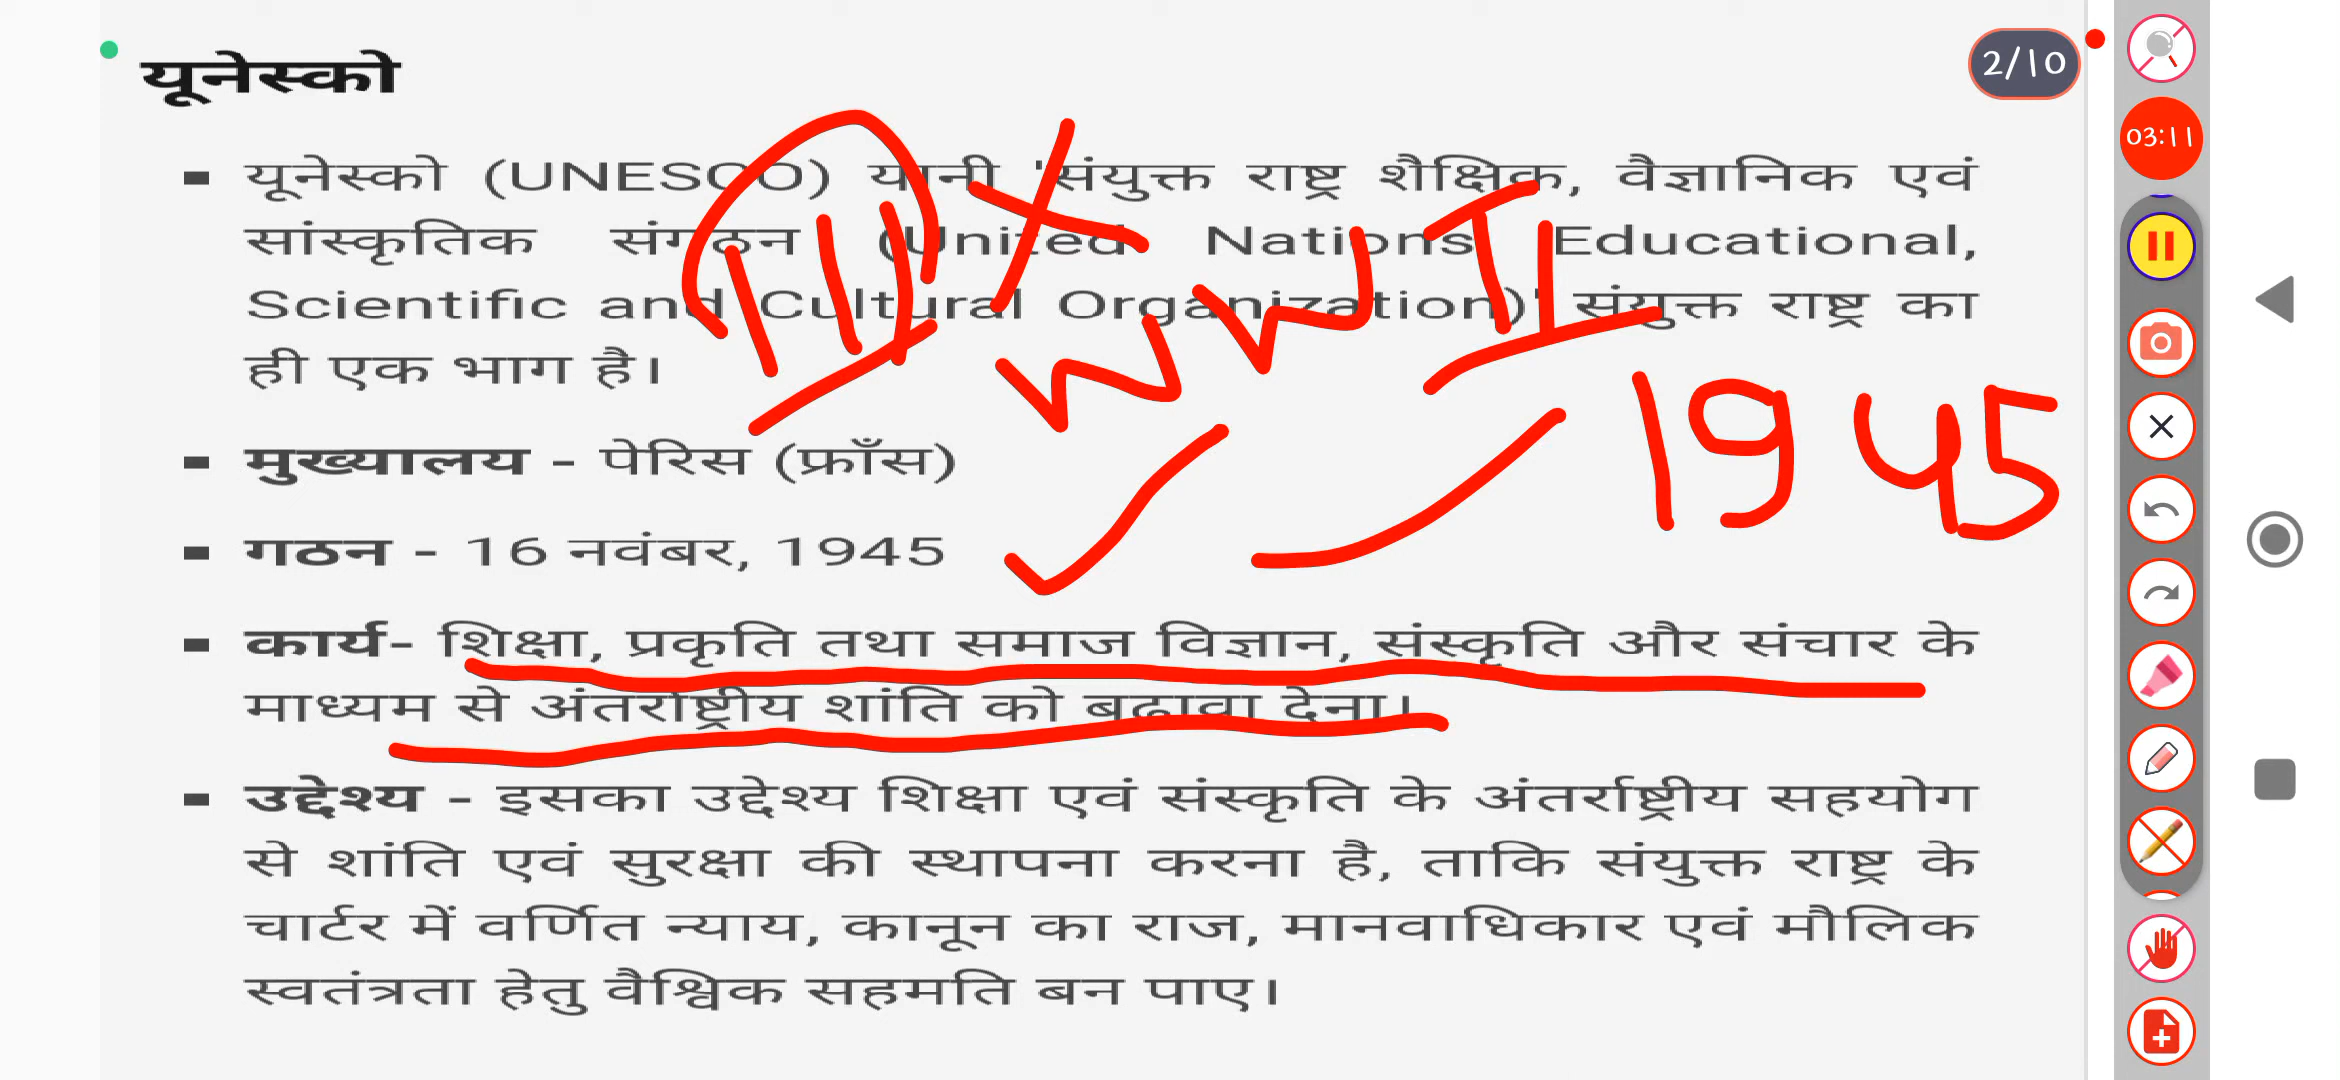 यूनेस्को
2/10
03:11
यूनेस्को (UNESCO) यानी 'संयुक्त राष्ट्र शैक्षिक, वैज्ञानिक एवं
सांस्कृतिक संगठन (United Nations Educational,
Scientific and Cultural Organization)' संयुक्त राष्ट्र का
ही एक भाग है।
III
W W II
1945
मुख्यालय - पेरिस (फ्राँस)
गठन - 16 नवंबर, 1945
कार्य- शिक्षा, प्रकृति तथा समाज विज्ञान, संस्कृति और संचार के
माध्यम से अंतर्राष्ट्रीय शांति को बढ़ावा देना।
उद्देश्य - इसका उद्देश्य शिक्षा एवं संस्कृति के अंतर्राष्ट्रीय सहयोग
से शांति एवं सुरक्षा की स्थापना करना है, ताकि संयुक्त राष्ट्र के
चार्टर में वर्णित न्याय, कानून का राज, मानवाधिकार एवं मौलिक
स्वतंत्रता हेतु वैश्विक सहमति बन पाए।